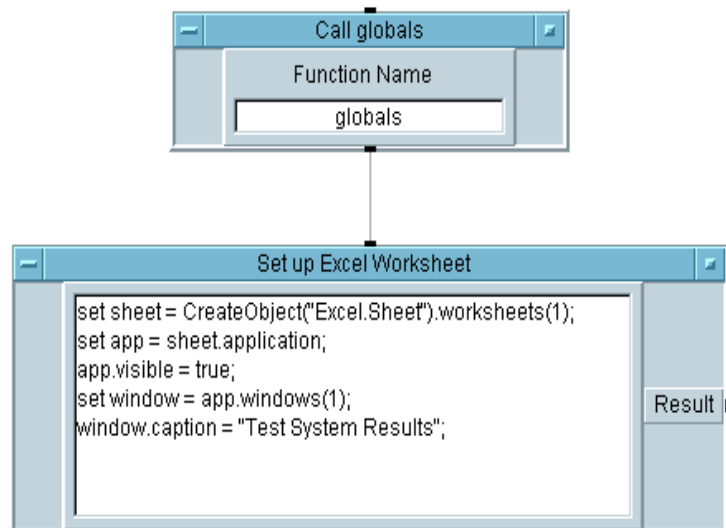 Call globals
Function Name
globals
Set up Excel Worksheet
set sheet = CreateObject("Excel.Sheet").worksheets(1);
set app = sheet.application;
app.visible = true;
set window = app.windows(1);
window.caption = "Test System Results";
Result